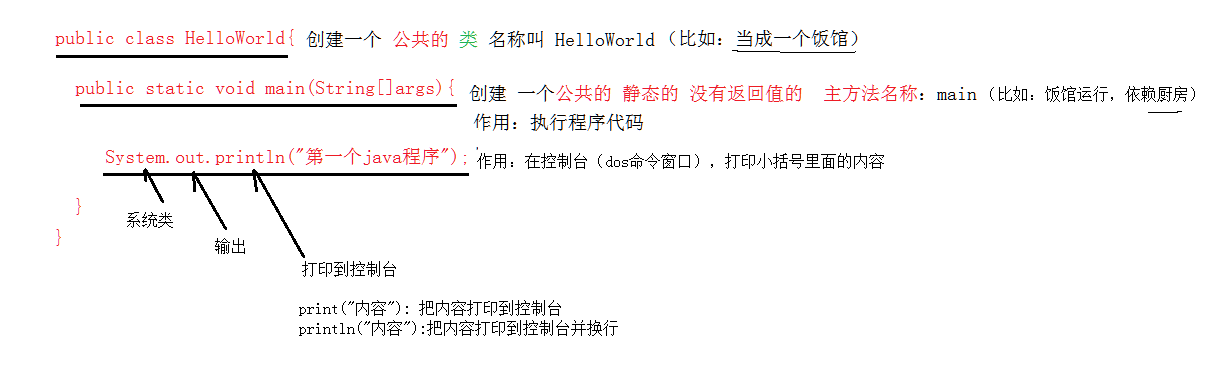 public class HelloWorld{ 创建一个 公共的 类 名称叫 HelloWorld（比如：当成一个饭馆）
public static void main(String[]args){ 创建 一个公共的 静态的 没有返回值的 主方法名称：main（比如：饭馆运行，依赖厨房）
作用：执行程序代码
System.out.println("第一个java程序"); 作用：在控制台（dos命令窗口），打印小括号里面的内容
}
系统类
}
输出
打印到控制台
print("内容"): 把内容打印到控制台
println("内容"):把内容打印到控制台并换行